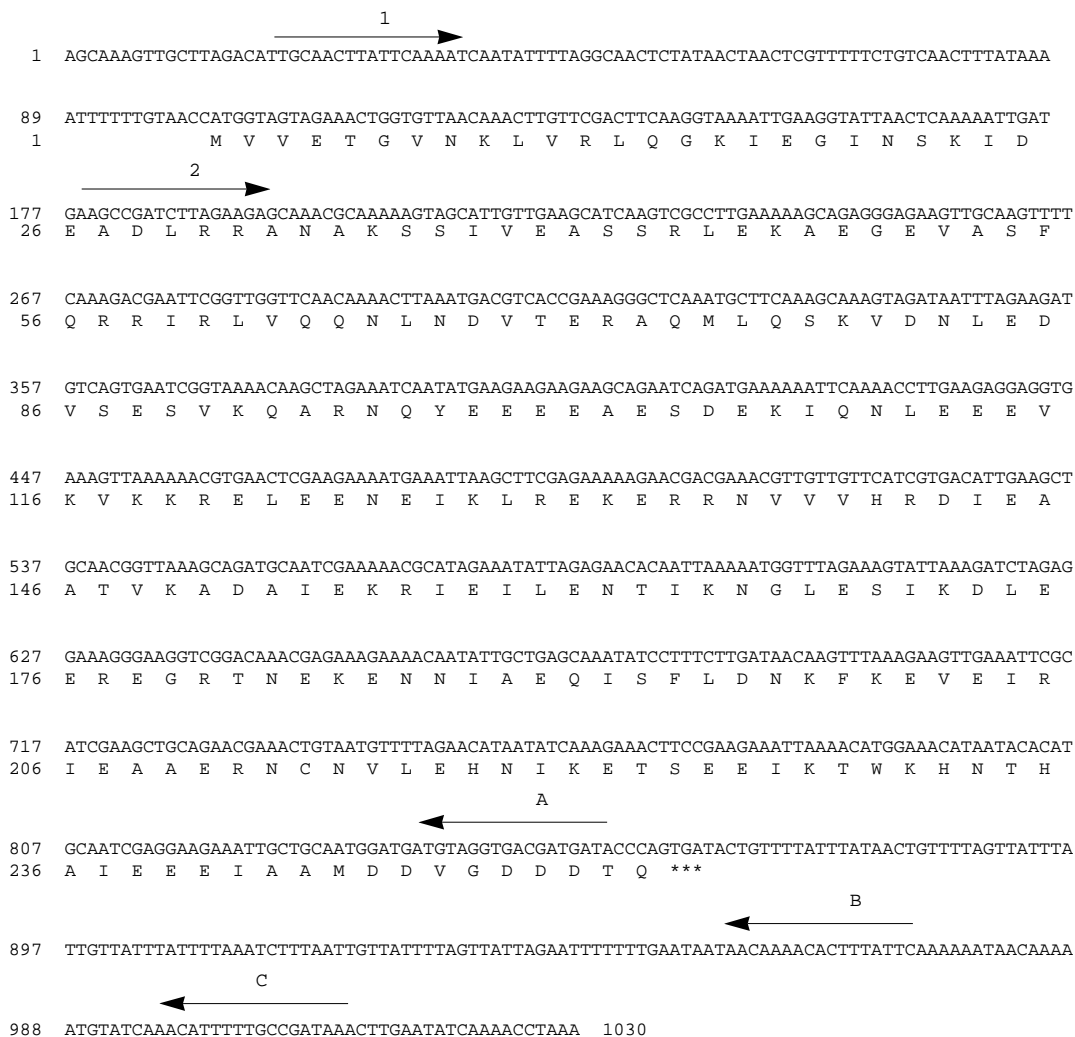 1
1 AGCAAAGTTGCTTAGACATTGCAACTTATTCAAAATCAATATTTTAGGCAACTCTATAACTAACTCGTTTTTCTGTCAACTTTATAAA
89 ATTTTTTGTAACCATGGTAGTAGAAACTGGTGTTAACAAACTTGTTCGACTTCAAGGTAAAATTGAAGGTATTAACTCAAAAATTGAT
1 M V V E T G V N K L V R L Q G K I E G I N S K I D
2
177 GAAGCCGATCTTAGAAGAGCAAACGCAAAAAGTAGCATTGTTGAAGCATCAAGTCGCCTTGAAAAAGCAGAGGGAGAAGTTGCAAGTTTT
26 E A D L R R A N A K S S I V E A S S R L E K A E G E V A S F
267 CAAAGACGAATTCGGTTGGTTCAACAAAACTTAAATGACGTCACCGAAAGGGCTCAAATGCTTCAAAGCAAAGTAGATAATTTAGAAGAT
56 Q R R I R L V Q Q N L N D V T E R A Q M L Q S K V D N L E D
357 GTCAGTGAATCGGTAAAACAAGCTAGAAATCAATATGAAGAAGAAGAAGCAGAATCAGATGAAAAAATTCAAAACCTTGAAGAGGAGGTG
86 V S E S V K Q A R N Q Y E E E E A E S D E K I Q N L E E E V
447 AAAGTTAAAAAACGTGAACTCGAAGAAAATGAAATTAAGCTTCGAGAAAAAGAACGACGAAACGTTGTTGTTCATCGTGACATTGAAGCT
116 K V K K R E L E E N E I K L R E K E R R N V V V H R D I E A
537 GCAACGGTTAAAGCAGATGCAATCGAAAAACGCATAGAAATATTAGAGAACACAATTAAAAATGGTTTAGAAAGTATTAAAGATCTAGAG
146 A T V K A D A I E K R I E I L E N T I K N G L E S I K D L E
627 GAAAGGGAAGGTCGGACAAACGAGAAAGAAAACAATATTGCTGAGCAAATATCCTTTCTTGATAACAAGTTTAAAGAAGTTGAAATTCGC
176 E R E G R T N E K E N N I A E Q I S F L D N K F K E V E I R
717 ATCGAAGCTGCAGAACGAAACTGTAATGTTTTAGAACATAATATCAAAGAAACTTCCGAAGAAATTAAAACATGGAAACATAATACACAT
206 I E A A E R N C N V L E H N I K E T S E E I K T W K H N T H
A
807 GCAATCGAGGAAGAAATTGCTGCAATGGATGATGTAGGTGACGATGATACCCAGTGATACTGTTTTATTTATAACTGTTTTAGTTATTTA
236 A I E E E I A A M D D V G D D D T Q ***
B
897 TTGTTATTTATTTTAAATCTTTAATTGTTATTTTAGTTATTAGAATTTTTTTGAATAATAACAAAACACTTTATTCAAAAAATAACAAAA
C
988 ATGTATCAAACATTTTTGCCGATAAACTTGAATATCAAAACCTAAA 1030